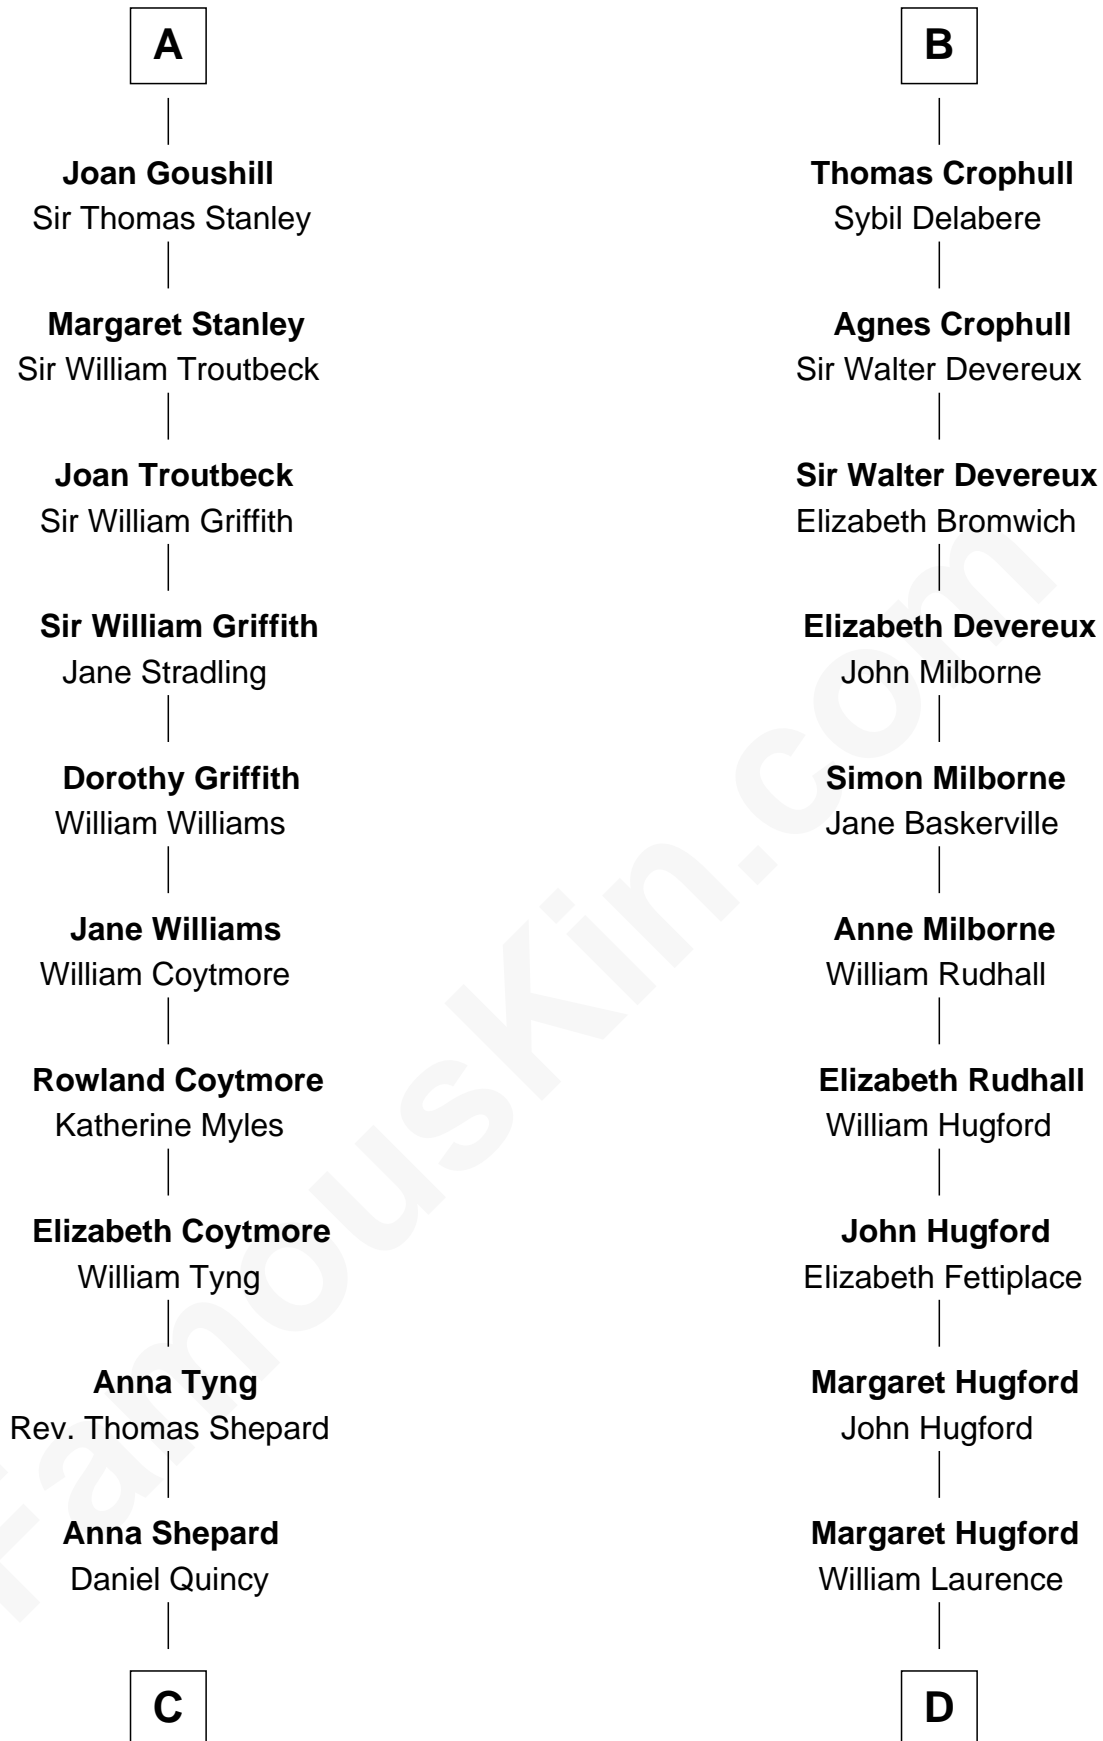 A
Joan Goushill
Sir Thomas Stanley
Margaret Stanley
Sir William Troutbeck
Joan Troutbeck
Sir William Griffith
Sir William Griffith
Jane Stradling
Dorothy Griffith
William Williams
Jane Williams
William Coytmore
Rowland Coytmore
Katherine Myles
Elizabeth Coytmore
William Tyng
Anna Tyng
Rev. Thomas Shepard
Anna Shepard
Daniel Quincy
C
B
Thomas Crophull
Sybil Delabere
Agnes Crophull
Sir Walter Devereux
Sir Walter Devereux
Elizabeth Bromwich
Elizabeth Devereux
John Milborne
Simon Milborne
Jane Baskerville
Anne Milborne
William Rudhall
Elizabeth Rudhall
William Hugford
John Hugford
Elizabeth Fettiplace
Margaret Hugford
John Hugford
Margaret Hugford
William Laurence
D
FamousKin.com